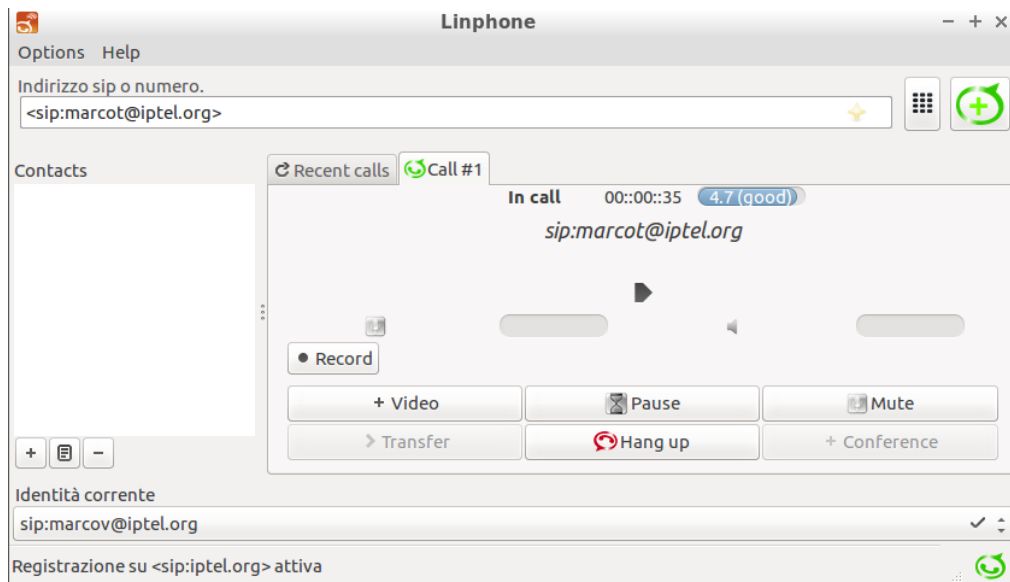 Linphone
Options Help
Indirizzo sip o numero.
<sip:marcot@iptel.org>
Contacts
Recent calls Call #1
In call 00::00::35 4.7 (good)
sip:marcot@iptel.org
Record
+ Video Pause Mute
Transfer Hang up + Conference
Identità corrente
sip:marcov@iptel.org
Registrazione su <sip:iptel.org> attiva